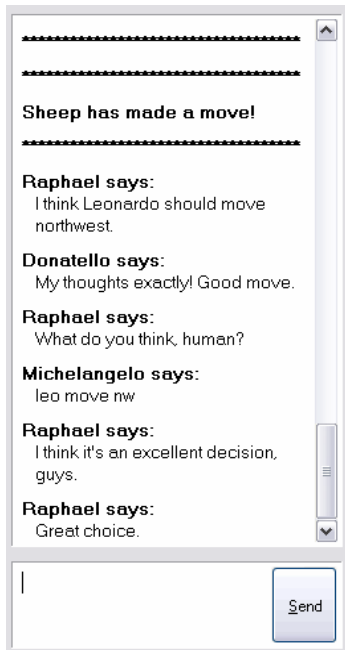 Sheep has made a move!
Raphael says:
I think Leonardo should move
northwest.
Donatello says:
My thoughts exactly! Good move.
Raphael says:
What do you think, human?
Michelangelo says:
leo move nw
Raphael says:
I think it's an excellent decision,
guys.
Raphael says:
Great choice.
Send